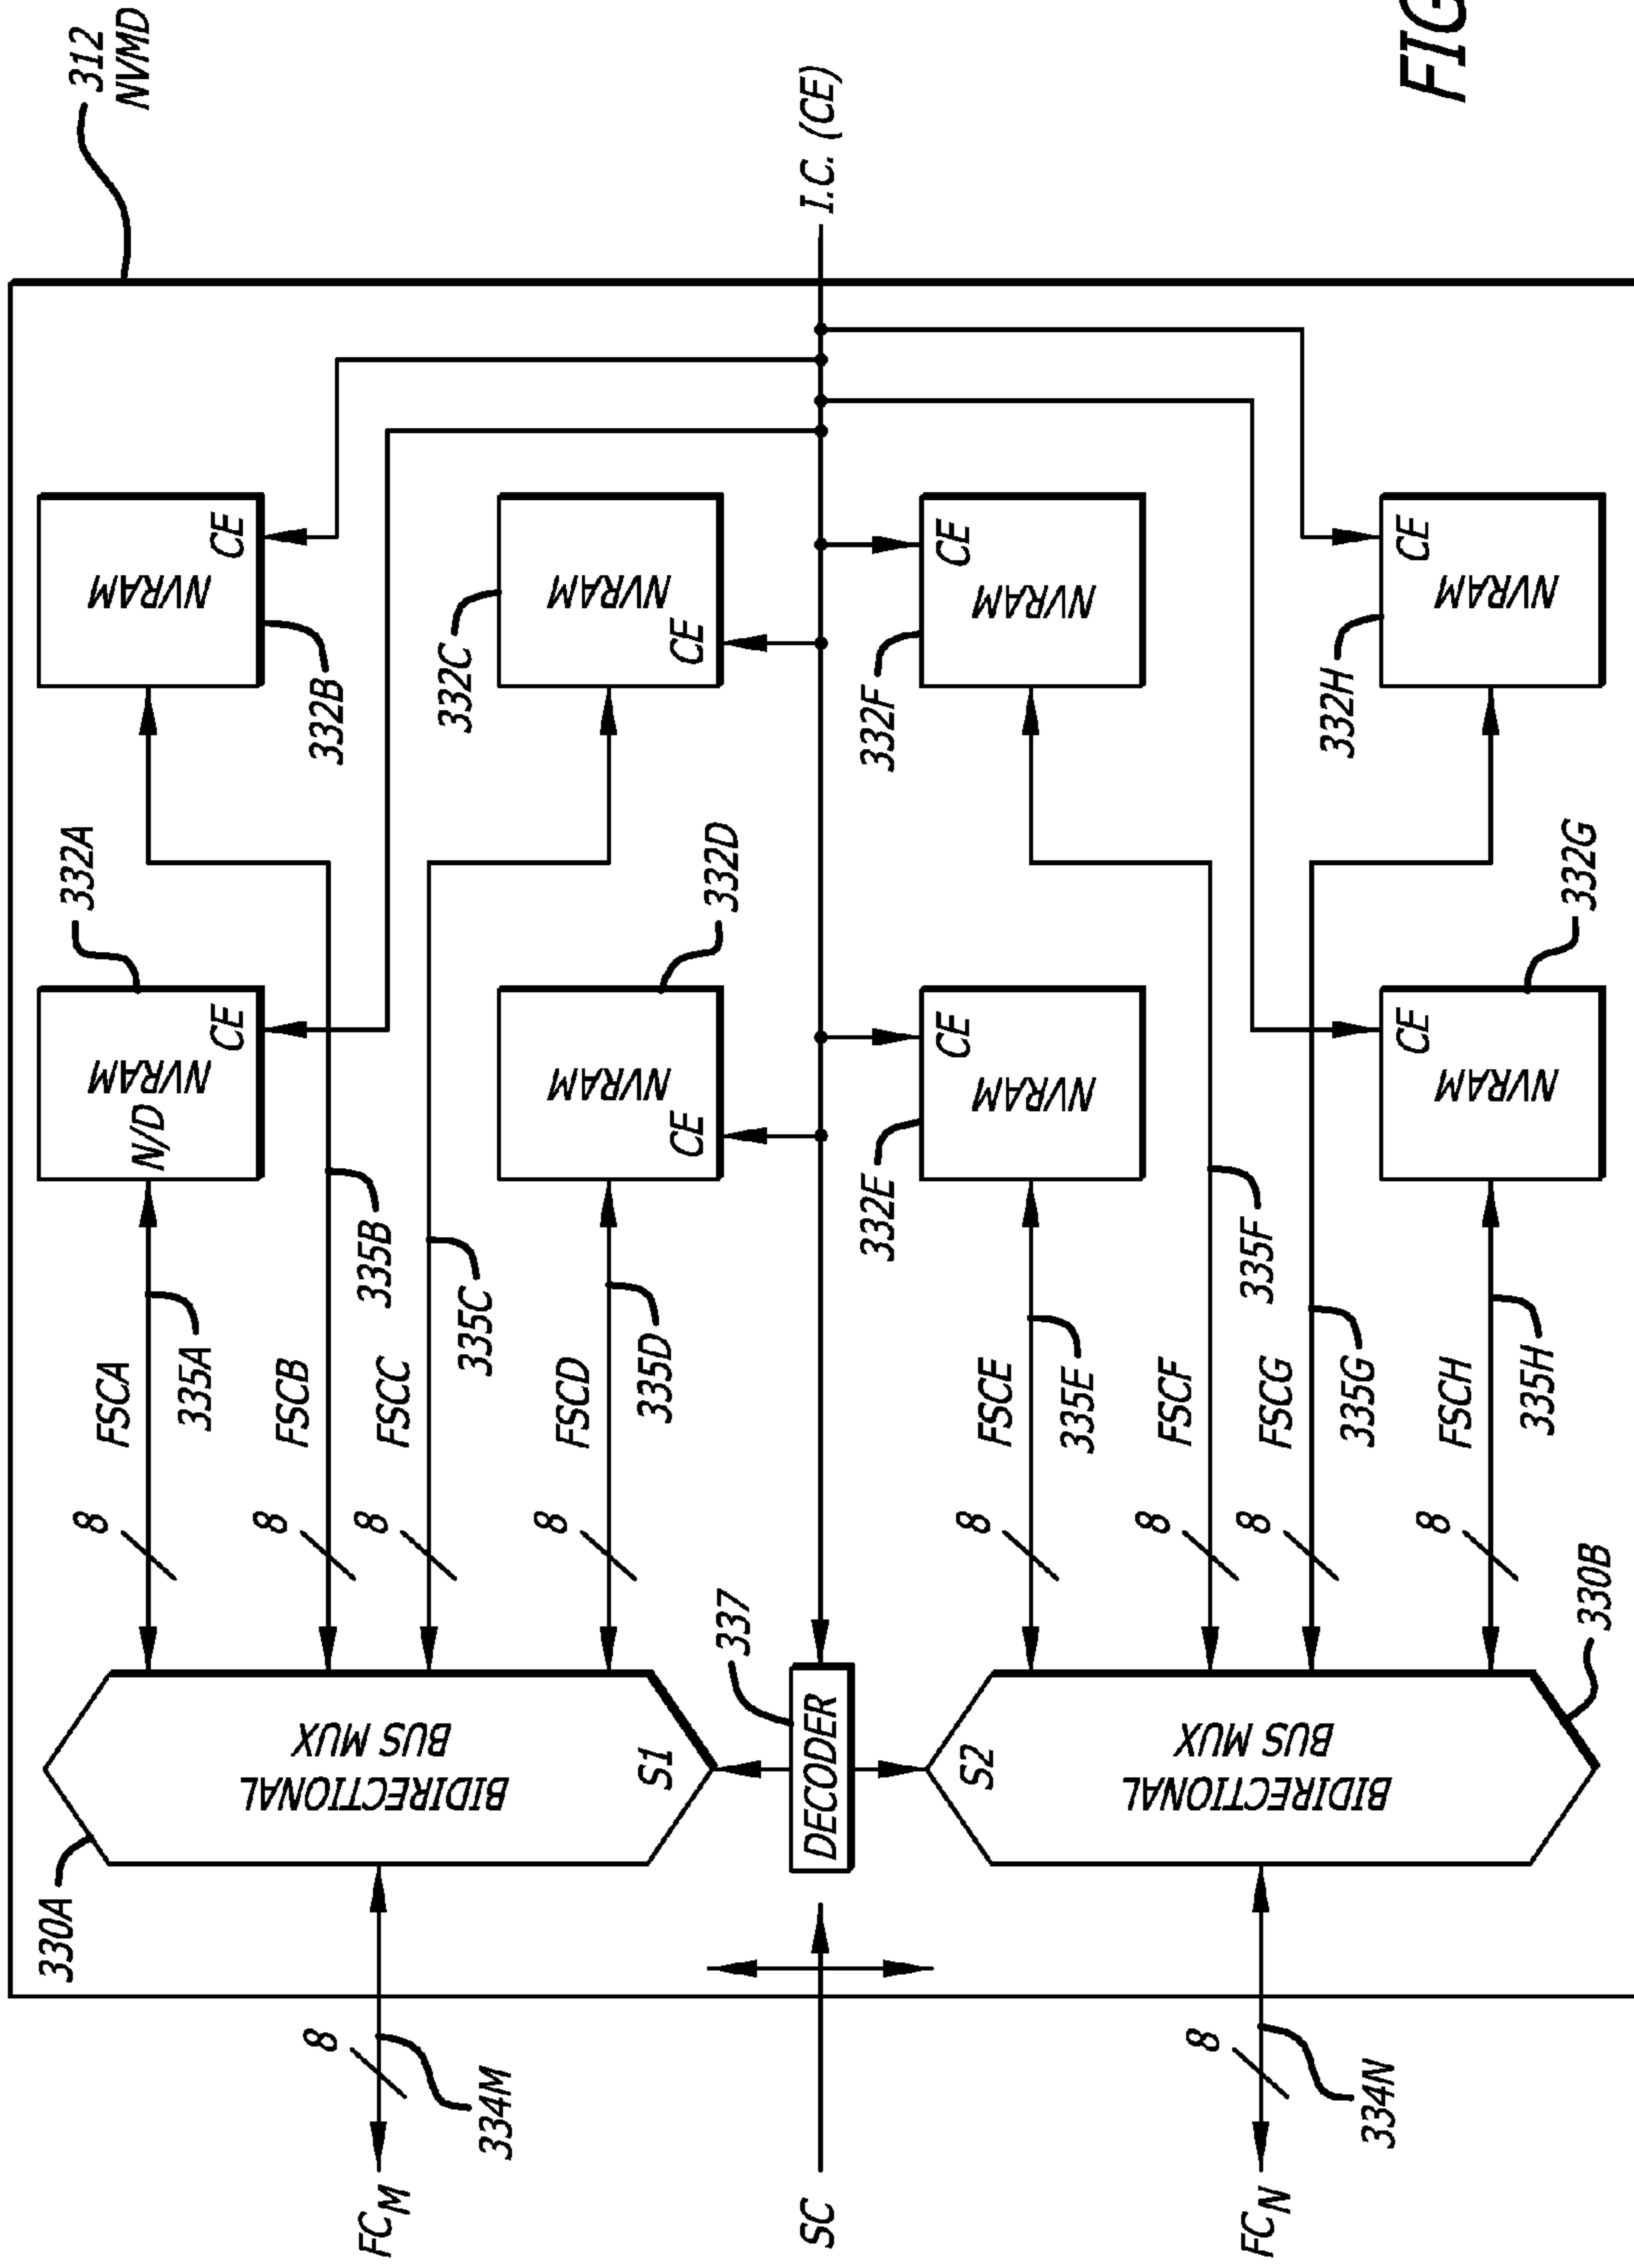 312
NVMD
330A
FC_M
8
334M
BIDIRECTIONAL
BUS MUX
S1
8
FSCA
335A
332A
NVRAM
N/D
CE
NVRAM
CE
332B
8
FSCB
335B
8
FSCC
335C
332C
NVRAM
CE
8
FSCD
335D
332D
NVRAM
CE
SC
337
DECODER
I.C. (CE)
FC_N
8
334N
S2
BIDIRECTIONAL
BUS MUX
330B
8
FSCE
335E
332E
CE
NVRAM
332F
CE
NVRAM
8
FSCF
335F
8
FSCG
335G
332H
CE
NVRAM
8
FSCH
335H
332G
CE
NVRAM
FIG